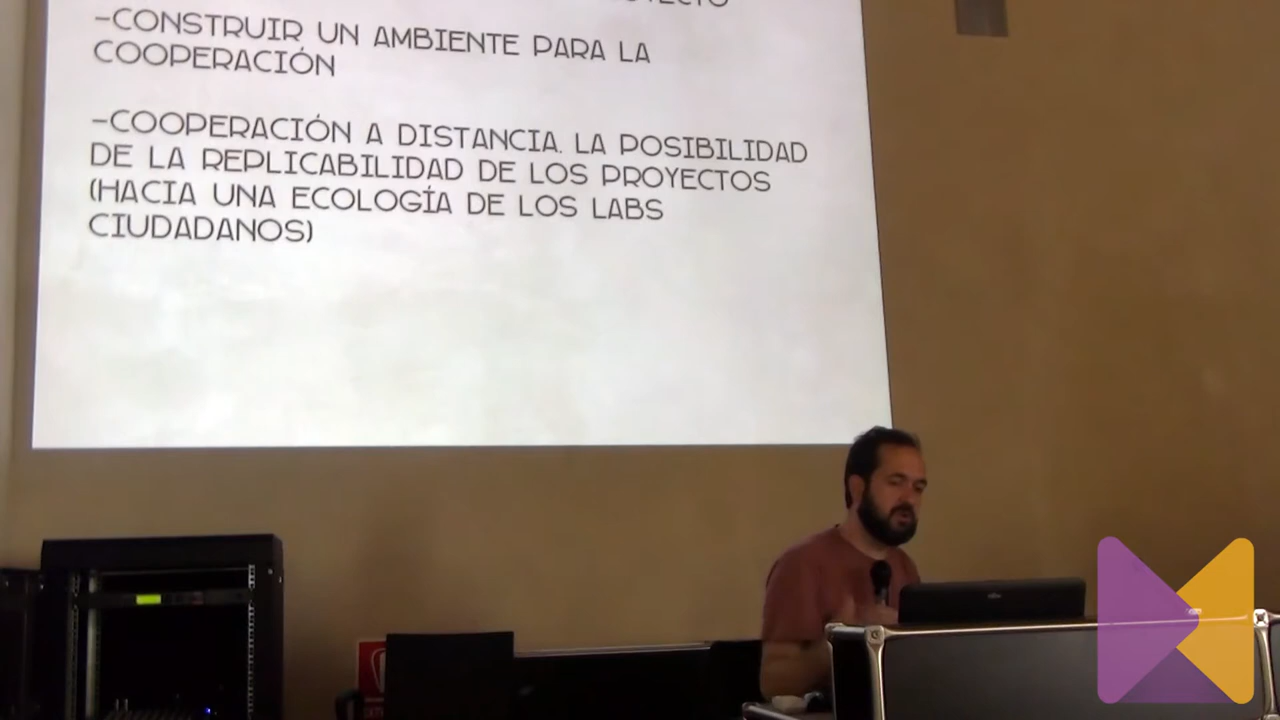 -CONSTRUIR UN AMBIENTE PARA LA
COOPERACIÓN
-COOPERACIÓN A DISTANCIA. LA POSIBILIDAD
DE LA REPLICABILIDAD DE LOS PROYECTOS
(HACIA UNA ECOLOGÍA DE LOS LABS
CIUDADANOS)